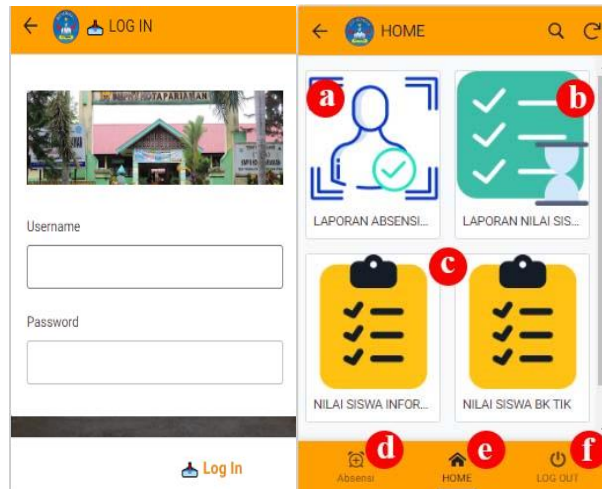 LOG IN
Username
Password
Log In
HOME
a
b
LAPORAN ABSENSI...
LAPORAN NILAI SIS...
c
NILAI SISWA INFOR...
NILAI SISWA BK TIK
d
e
f
Absensi
HOME
LOG OUT